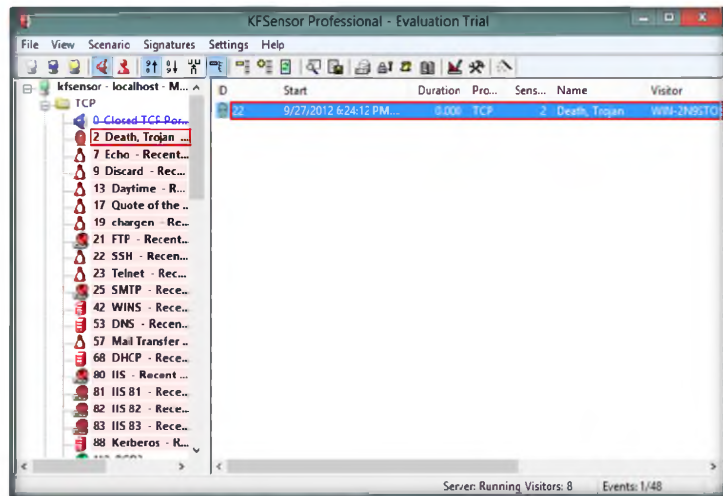 KFSensor Professional - Evaluation Trial
File View Scenario Signatures Settings Help
kfsensor - localhost - M...
TCP
0 Closed TCP Por...
2 Death, Trojan ...
7 Echo - Recent...
9 Discard - Rec...
13 Daytime - R...
17 Quote of the ..
19 chargen - Re...
21 FTP - Recent...
22 SSH - Recen...
23 Telnet - Rec...
25 SMTP - Rece...
42 WINS - Rece...
53 DNS - Recen...
57 Mail Transfer ..
68 DHCP - Rece...
80 IIS - Recent ...
81 IIS 81 - Rece...
82 IIS 82 - Rece...
83 IIS 83 - Rece...
88 Kerberos - R...
ID Start Duration Pro... Sens... Name Visitor
22 9/27/2012 6:24:12 PM... 0.000 TCP 2 Death, Trojan WIN-2N9STO
Server: Running Visitors: 8 Events: 1/48